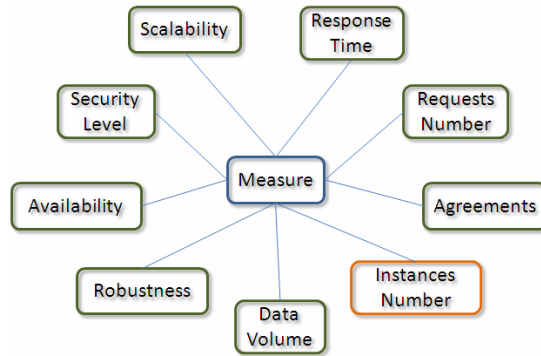 Scalability
Response
Time
Security
Level
Requests
Number
Measure
Availability
Agreements
Robustness
Instances
Number
Data
Volume